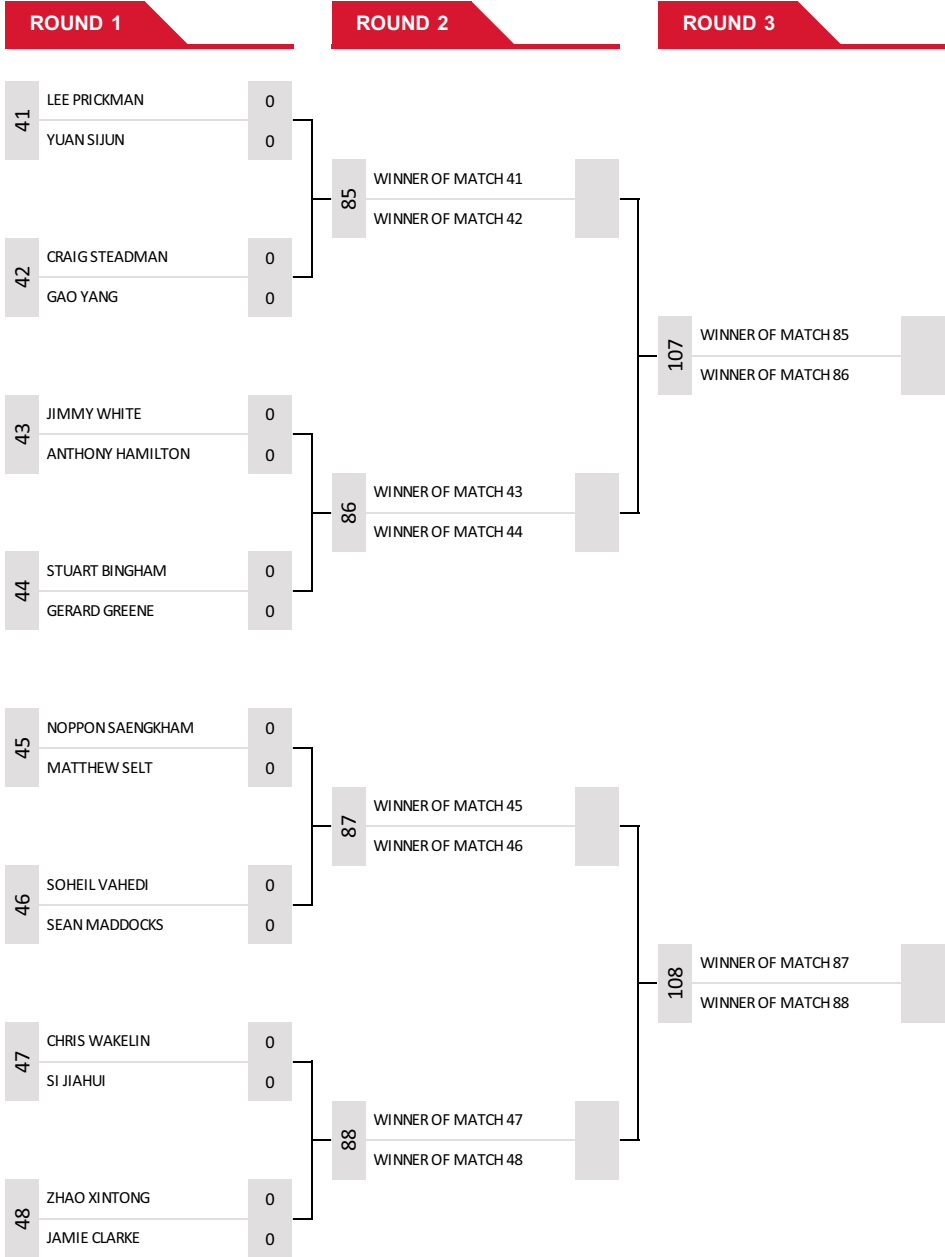 ROUND 1
ROUND 2
ROUND 3
41
LEE PRICKMAN 0
YUAN SIJUN 0
85
WINNER OF MATCH 41
WINNER OF MATCH 42
42
CRAIG STEADMAN 0
GAO YANG 0
107
WINNER OF MATCH 85
WINNER OF MATCH 86
43
JIMMY WHITE 0
ANTHONY HAMILTON 0
86
WINNER OF MATCH 43
WINNER OF MATCH 44
44
STUART BINGHAM 0
GERARD GREENE 0
45
NOPPON SAENGKHAM 0
MATTHEW SELT 0
87
WINNER OF MATCH 45
WINNER OF MATCH 46
46
SOHEIL VAHEDI 0
SEAN MADDOCKS 0
108
WINNER OF MATCH 87
WINNER OF MATCH 88
47
CHRIS WAKELIN 0
SI JIAHUI 0
88
WINNER OF MATCH 47
WINNER OF MATCH 48
48
ZHAO XINTONG 0
JAMIE CLARKE 0